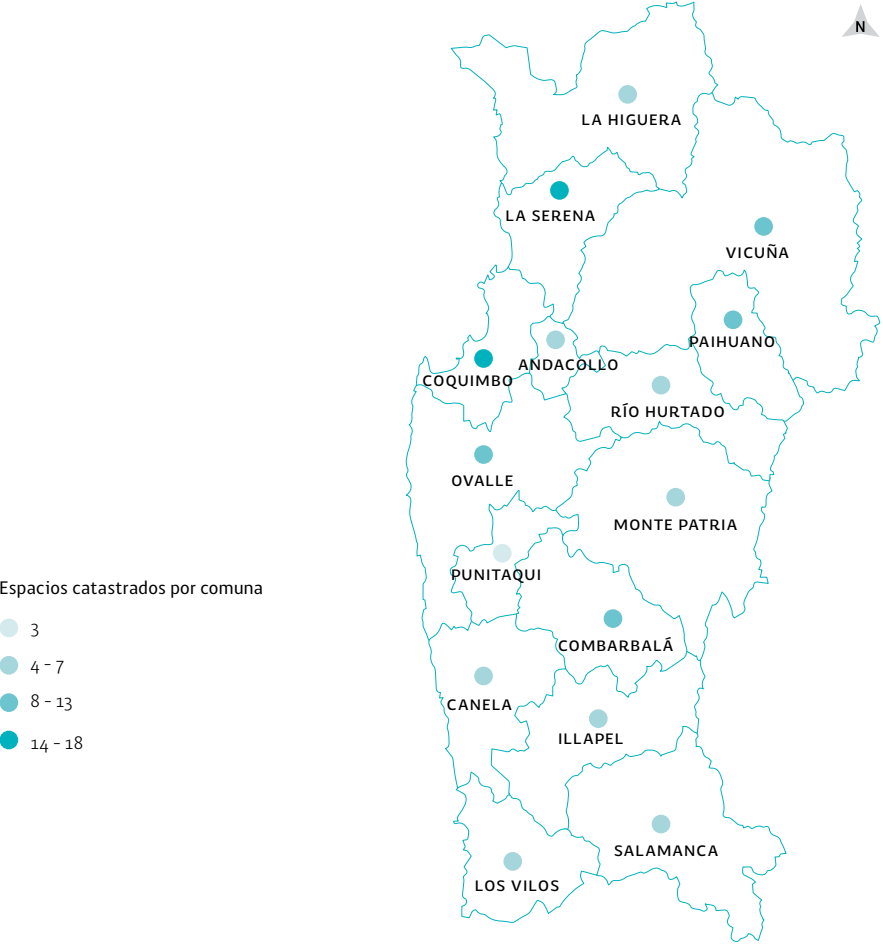 N
LA HIGUERA
LA SERENA
VICUÑA
PAIHUANO
ANDACOLLO
COQUIMBO
RÍO HURTADO
OVALLE
MONTE PATRIA
PUNITAQUI
Espacios catastrados por comuna
3
4 - 7
8 - 13
14 - 18
COMBARBALÁ
CANELA
ILLAPEL
SALAMANCA
LOS VILOS